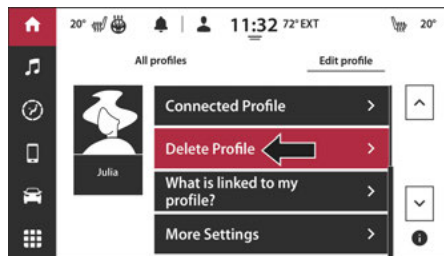 20° 11:32 72° EXT 20°
All profiles Edit profile
Connected Profile
Delete Profile
Julia
What is linked to my
profile?
More Settings